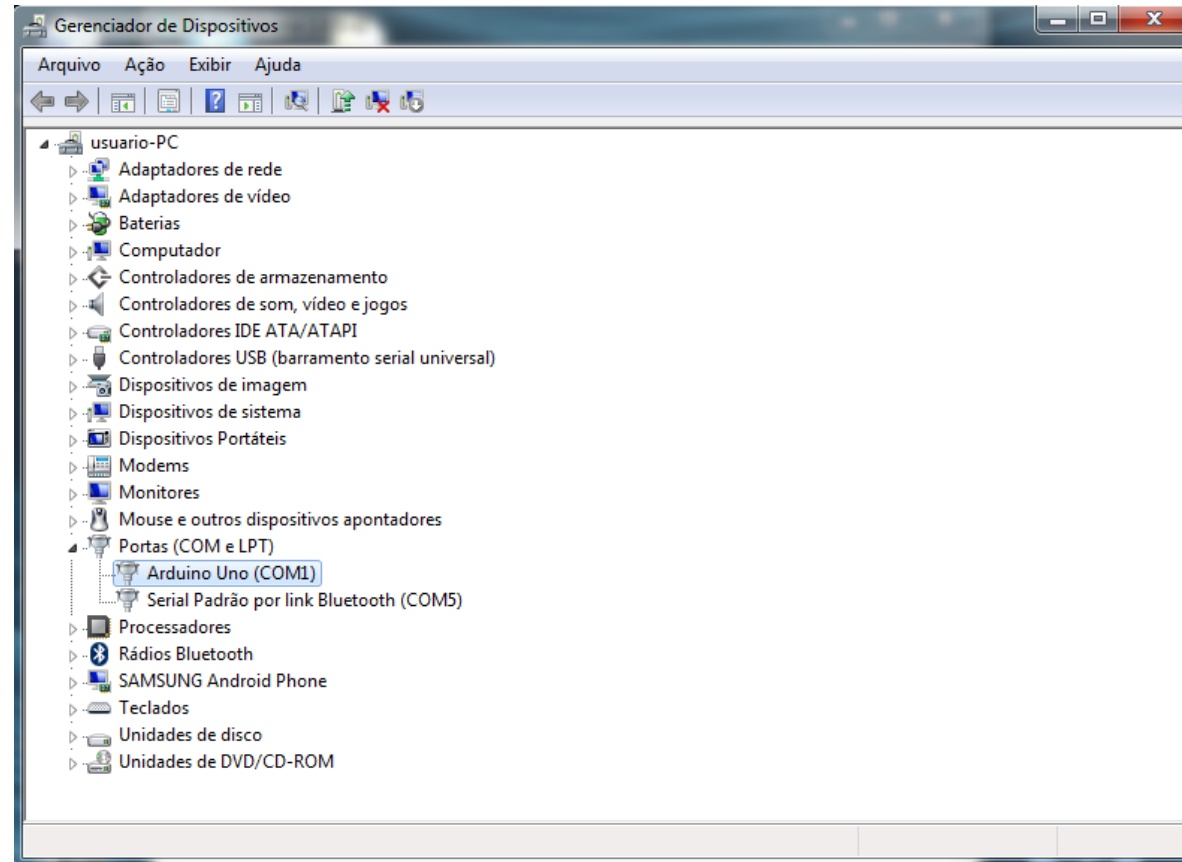 Gerenciador de Dispositivos
Arquivo Ação Exibir Ajuda
usuario-PC
Adaptadores de rede
Adaptadores de vídeo
Baterias
Computador
Controladores de armazenamento
Controladores de som, vídeo e jogos
Controladores IDE ATA/ATAPI
Controladores USB (barramento serial universal)
Dispositivos de imagem
Dispositivos de sistema
Dispositivos Portáteis
Modems
Monitores
Mouse e outros dispositivos apontadores
Portas (COM e LPT)
Arduino Uno (COM1)
Serial Padrão por link Bluetooth (COM5)
Processadores
Rádios Bluetooth
SAMSUNG Android Phone
Teclados
Unidades de disco
Unidades de DVD/CD-ROM